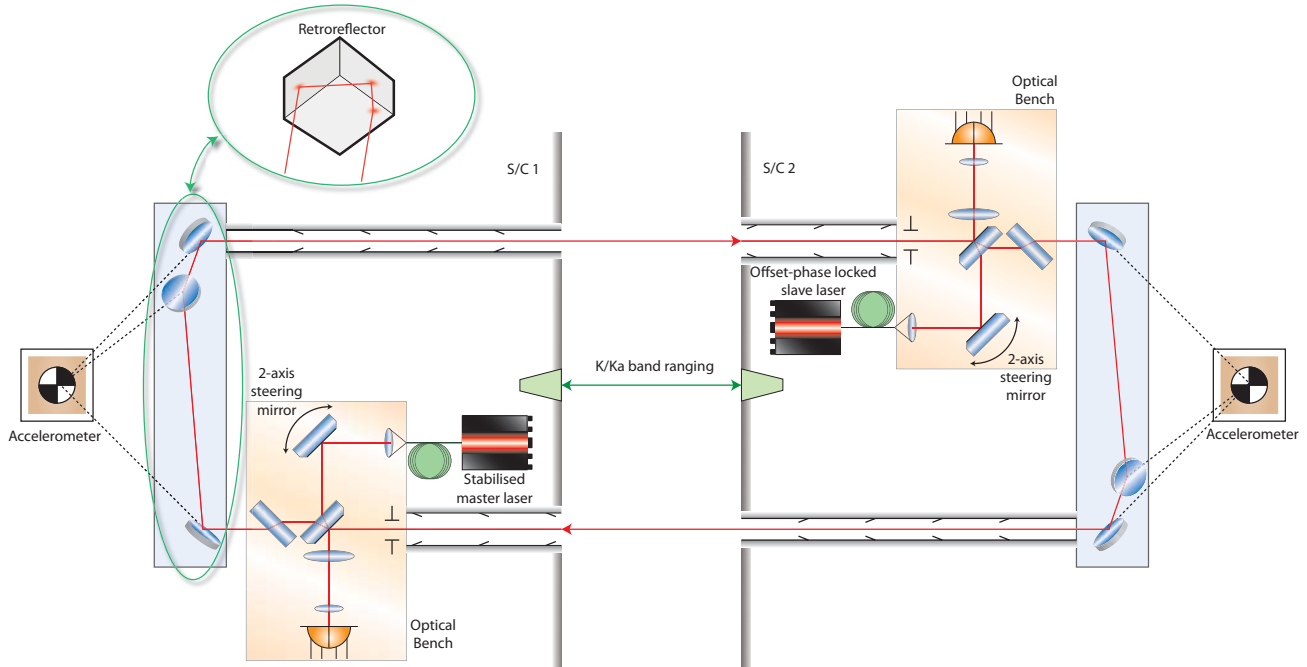 Retroreflector
Optical
Bench
S/C 1
S/C 2
Offset-phase locked
slave laser
2-axis
steering
mirror
K/Ka band ranging
2-axis
steering
mirror
Accelerometer
Accelerometer
Stabilised
master laser
Optical
Bench